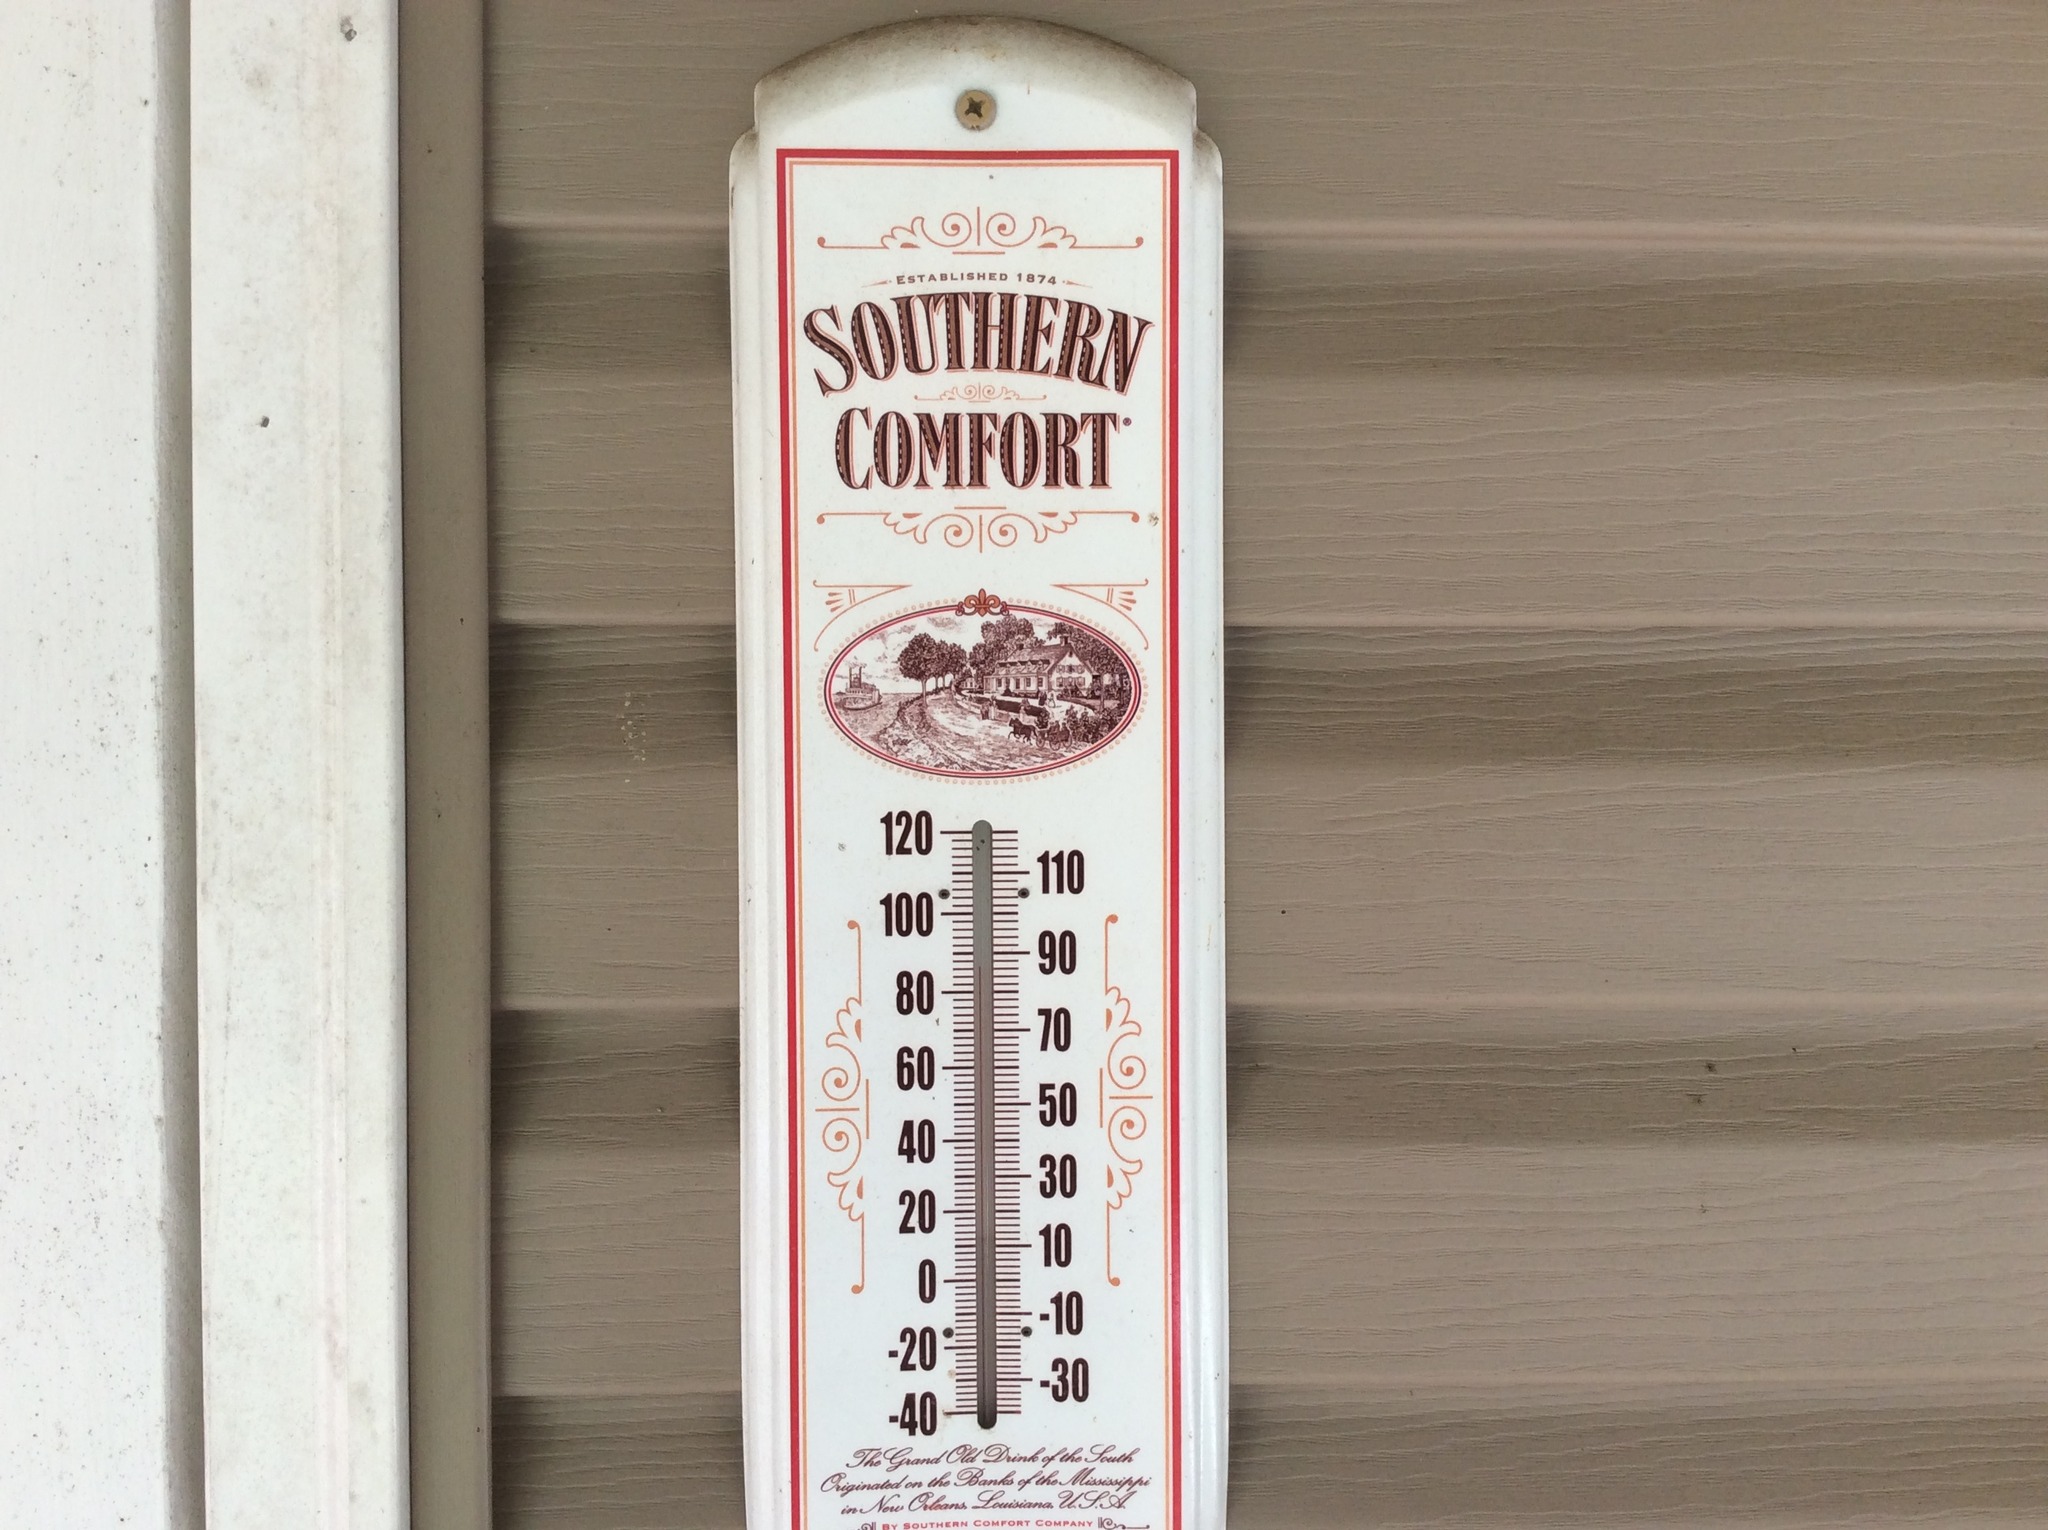 ESTABLISHED 1874
SOUTHERN
COMFORT®
120
110
100
90
80
70
60
50
40
30
20
10
0
-10
-20
-30
-40
The Grand Old Drink of the South
Originated on the Banks of the Mississippi
in New Orleans, Louisiana, U.S.A.
BY SOUTHERN COMFORT COMPANY